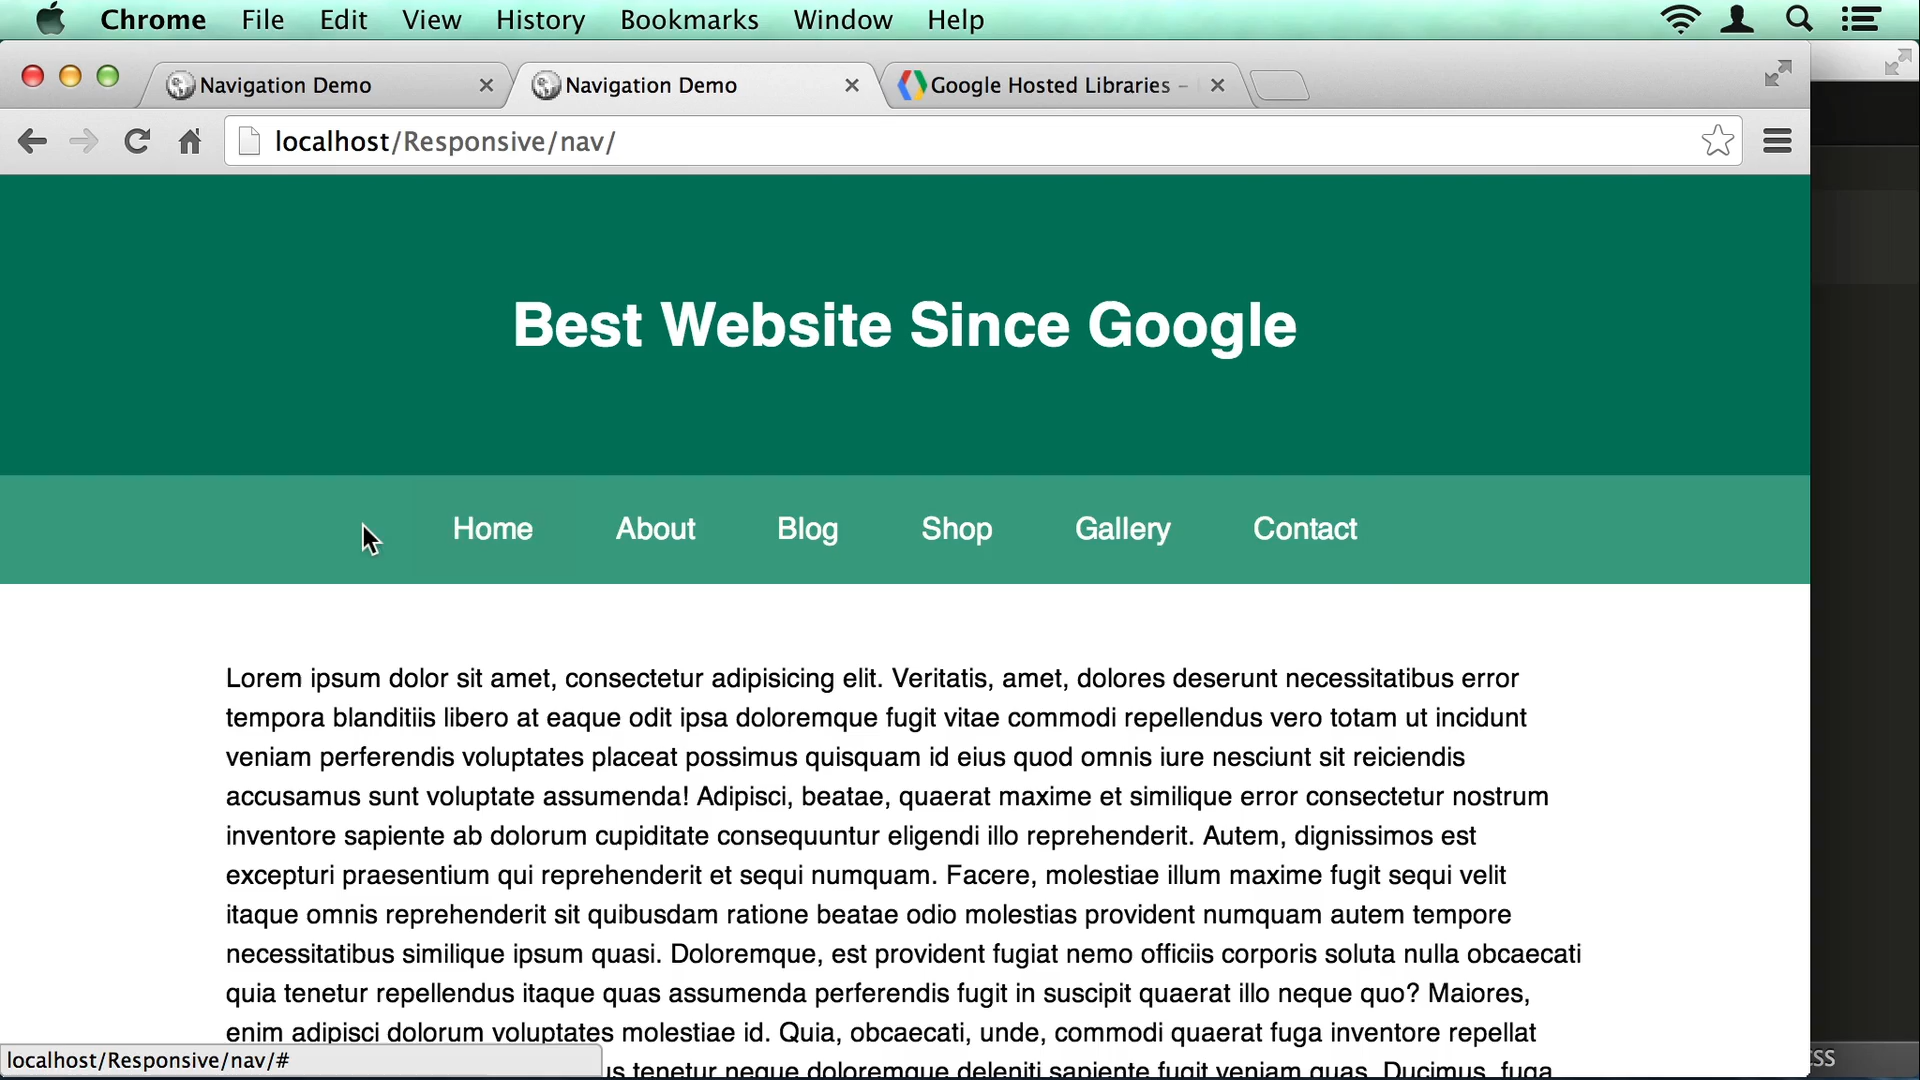 Chrome File Edit View History Bookmarks Window Help
Navigation Demo Navigation Demo Google Hosted Libraries –
localhost/Responsive/nav/
Best Website Since Google
Home About Blog Shop Gallery Contact
Lorem ipsum dolor sit amet, consectetur adipisicing elit. Veritatis, amet, dolores deserunt necessitatibus error
tempora blanditiis libero at eaque odit ipsa doloremque fugit vitae commodi repellendus vero totam ut incidunt
veniam perferendis voluptates placeat possimus quisquam id eius quod omnis iure nesciunt sit reiciendis
accusamus sunt voluptate assumenda! Adipisci, beatae, quaerat maxime et similique error consectetur nostrum
inventore sapiente ab dolorum cupiditate consequuntur eligendi illo reprehenderit. Autem, dignissimos est
excepturi praesentium qui reprehenderit et sequi numquam. Facere, molestiae illum maxime fugit sequi velit
itaque omnis reprehenderit sit quibusdam ratione beatae odio molestias provident numquam autem tempore
necessitatibus similique ipsum quasi. Doloremque, est provident fugiat nemo officiis corporis soluta nulla obcaecati
quia tenetur repellendus itaque quas assumenda perferendis fugit in suscipit quaerat illo neque quo? Maiores,
enim adipisci dolorum voluptates molestiae id. Quia, obcaecati, unde, commodi quaerat fuga inventore repellat
us tenetur neque doloremque deleniti sapiente fugit veniam quas. Ducimus, fuga
localhost/Responsive/nav/#